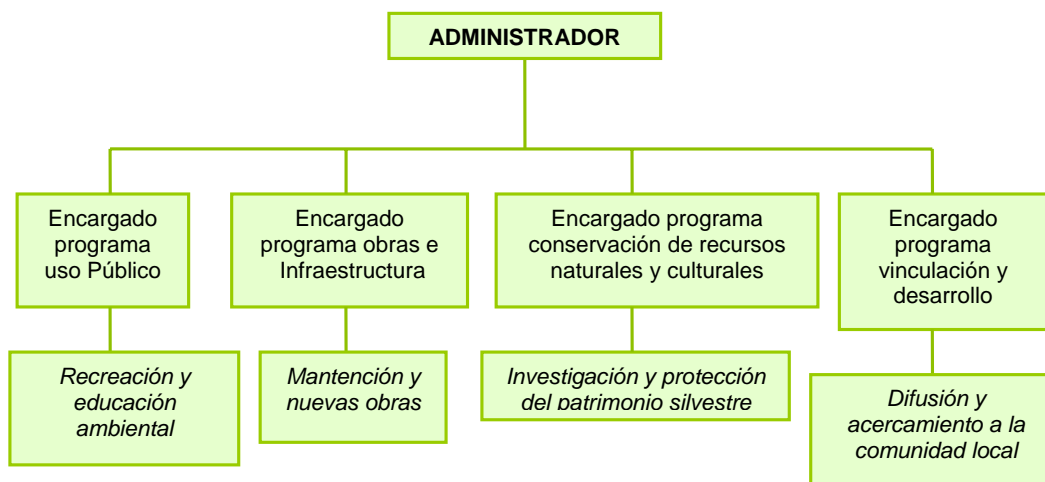 ADMINISTRADOR
Encargado
programa
uso Público
Encargado
programa obras e
Infraestructura
Encargado programa
conservación de recursos
naturales y culturales
Encargado
programa
vinculación y
desarrollo
Recreación y
educación
ambiental
Mantención y
nuevas obras
Investigación y protección
del patrimonio silvestre
Difusión y
acercamiento a la
comunidad local